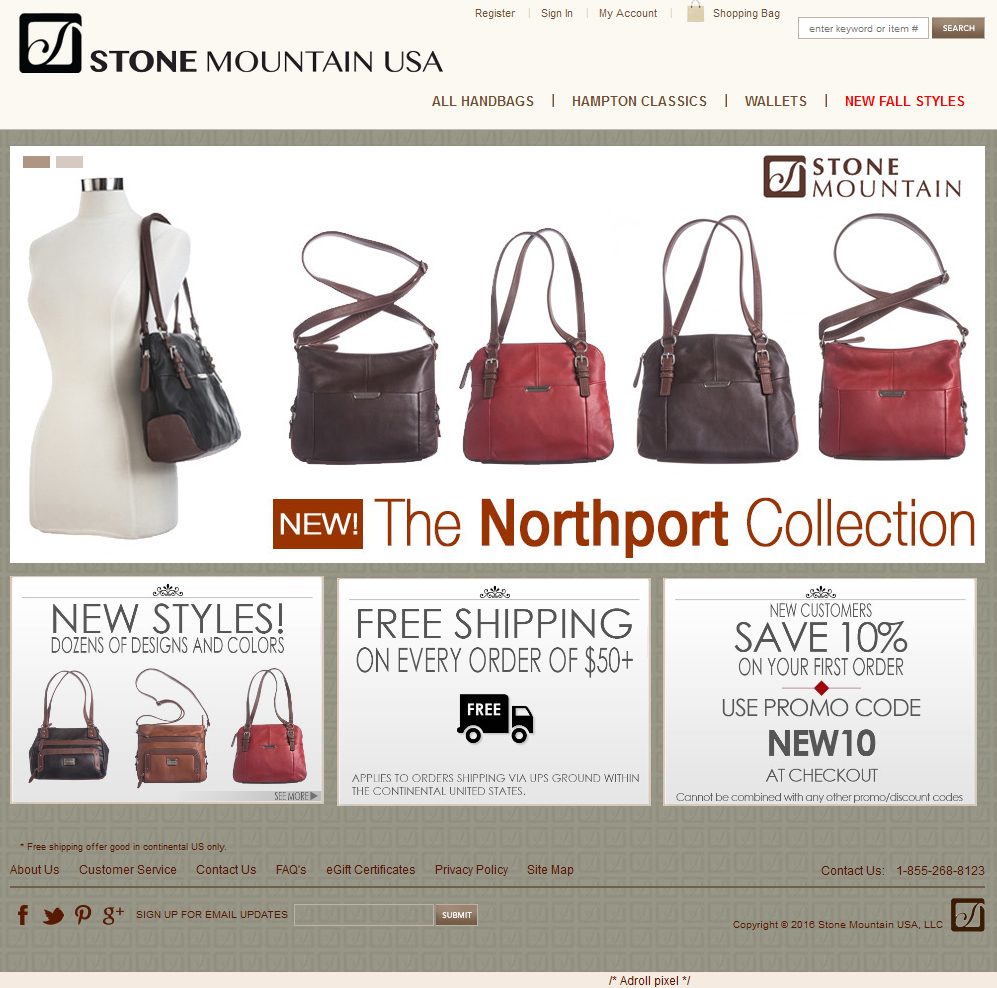 Register | Sign In | My Account | Shopping Bag
enter keyword or item # SEARCH
STONE MOUNTAIN USA
ALL HANDBAGS | HAMPTON CLASSICS | WALLETS | NEW FALL STYLES
STONE
MOUNTAIN
NEW! The Northport Collection
NEW STYLES!
DOZENS OF DESIGNS AND COLORS
SEE MORE
FREE SHIPPING
ON EVERY ORDER OF $50+
FREE
APPLIES TO ORDERS SHIPPING VIA UPS GROUND WITHIN
THE CONTINENTAL UNITED STATES.
NEW CUSTOMERS
SAVE 10%
ON YOUR FIRST ORDER
USE PROMO CODE
NEW10
AT CHECKOUT
Cannot be combined with any other promo/discount codes
* Free shipping offer good in continental US only.
About Us Customer Service Contact Us FAQ's eGift Certificates Privacy Policy Site Map Contact Us: 1-855-268-8123
SIGN UP FOR EMAIL UPDATES SUBMIT
Copyright © 2016 Stone Mountain USA, LLC
/* Adroll pixel */